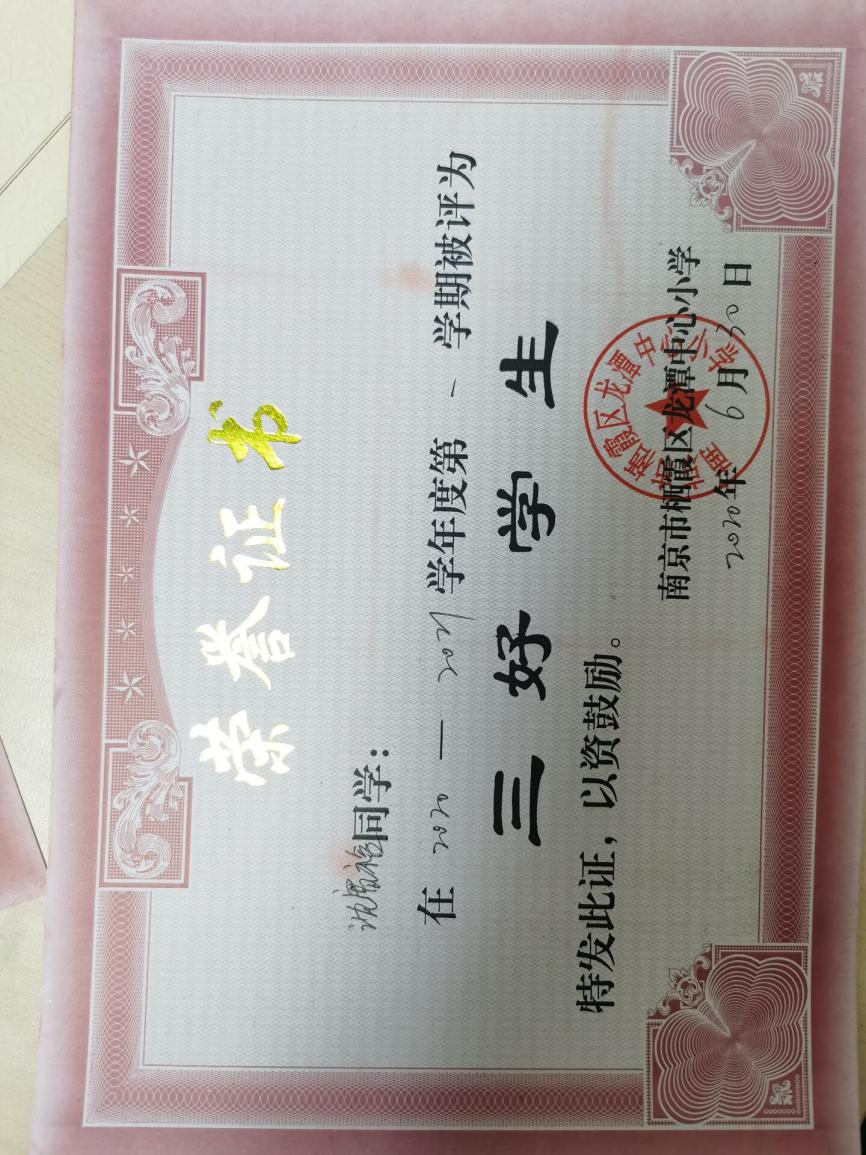 荣誉证书
同学：
在 2020 — 2021 学年度第 一 学期被评为
三好学生
特发此证，以资鼓励。
南京市栖霞区龙潭中心小学
2020年 6 月 30 日